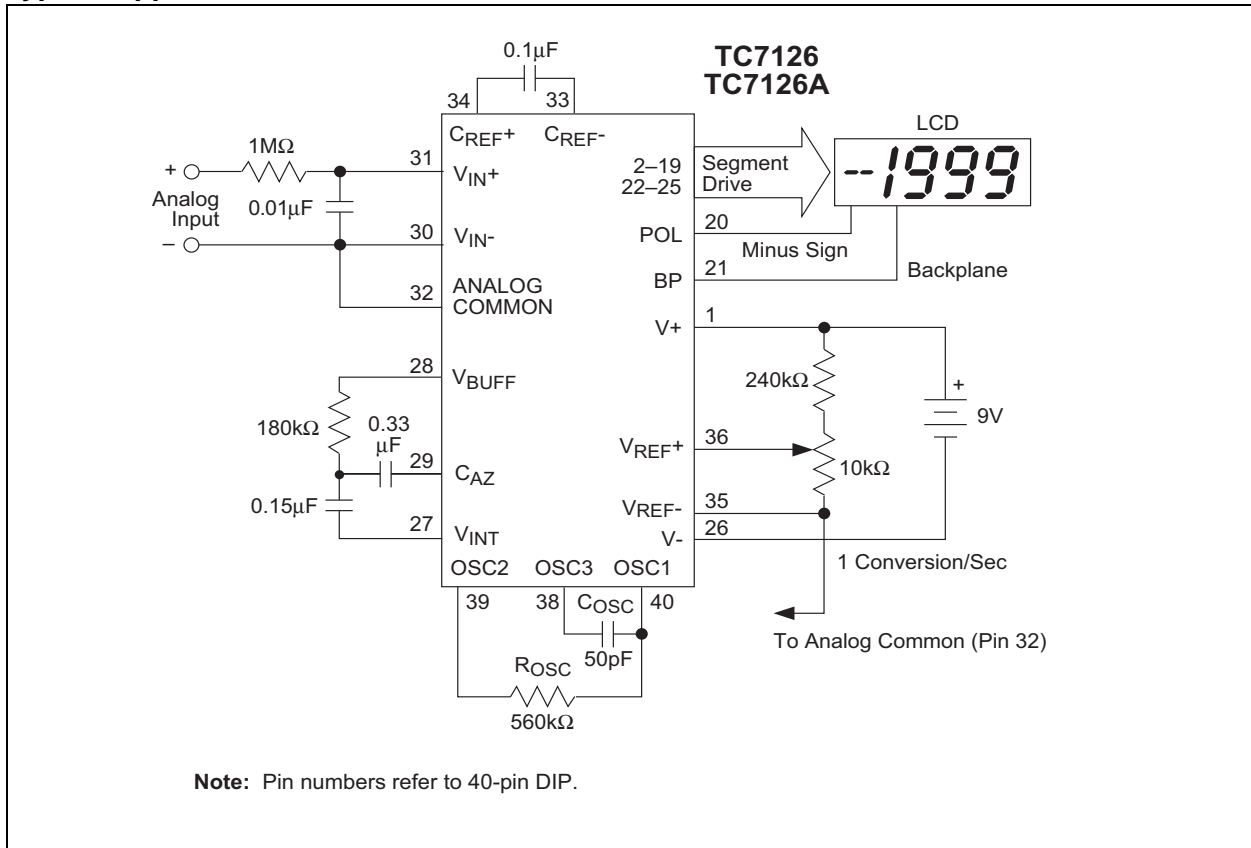 0.1μF
TC7126
TC7126A
34
33
CREF+
CREF-
LCD
-1999
1MΩ
31
VIN+
2–19
22–25
Segment
Drive
+
Analog
Input
–
0.01μF
30
VIN-
POL
20
Minus Sign
BP
21
Backplane
32
ANALOG
COMMON
V+
1
28
VBUFF
240kΩ
+
9V
180kΩ
0.33
μF
VREF+
36
10kΩ
29
CAZ
0.15μF
VREF-
35
27
VINT
V-
26
1 Conversion/Sec
OSC2
OSC3
OSC1
39
38
COSC
40
50pF
To Analog Common (Pin 32)
ROSC
560kΩ
Note: Pin numbers refer to 40-pin DIP.